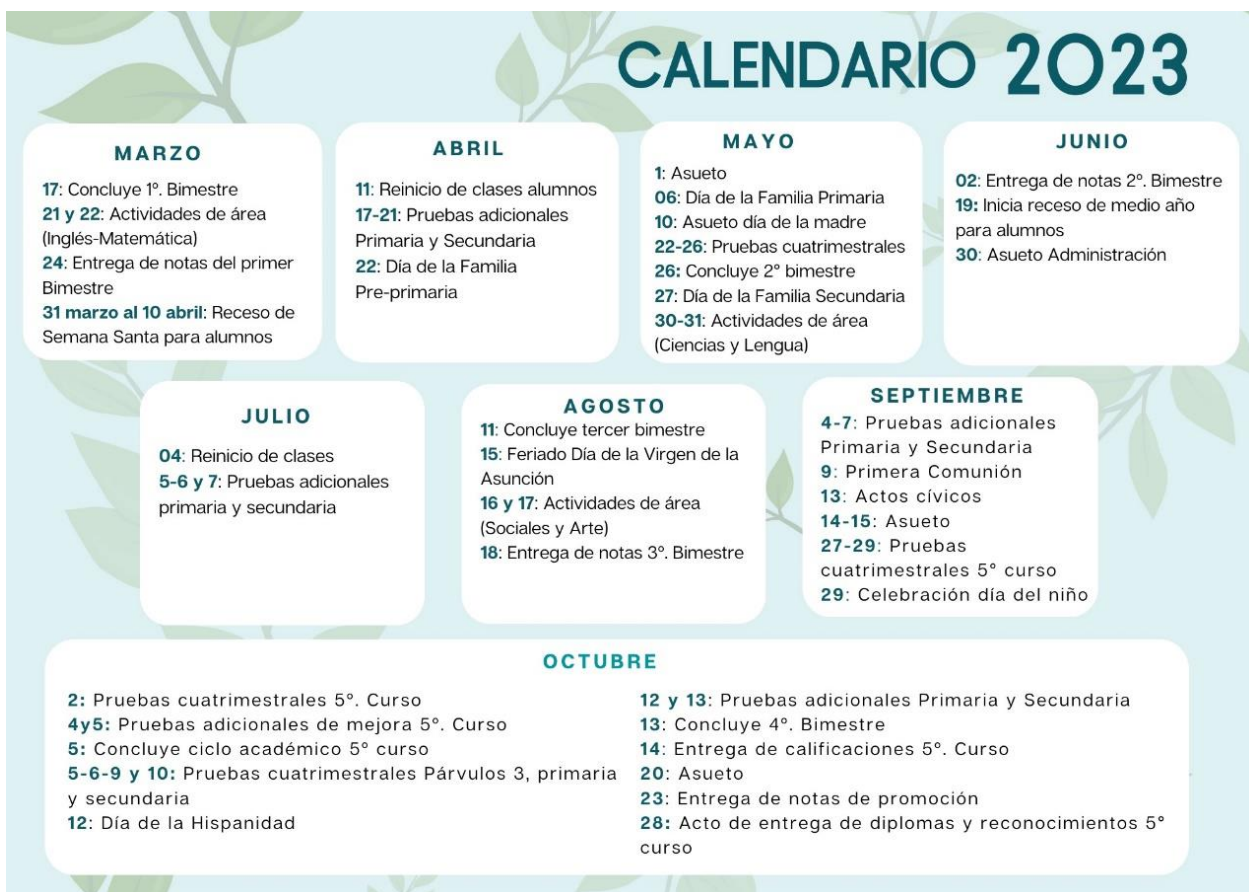 CALENDARIO 2023
MARZO
17: Concluye 1º. Bimestre
21 y 22: Actividades de área
(Inglés-Matemática)
24: Entrega de notas del primer
Bimestre
31 marzo al 10 abril: Receso de
Semana Santa para alumnos
ABRIL
11: Reinicio de clases alumnos
17-21: Pruebas adicionales
Primaria y Secundaria
22: Día de la Familia
Pre-primaria
MAYO
1: Asueto
06: Día de la Familia Primaria
10: Asueto día de la madre
22-26: Pruebas cuatrimestrales
26: Concluye 2° bimestre
27: Día de la Familia Secundaria
30-31: Actividades de área
(Ciencias y Lengua)
JUNIO
02: Entrega de notas 2º. Bimestre
19: Inicia receso de medio año
para alumnos
30: Asueto Administración
JULIO
04: Reinicio de clases
5-6 y 7: Pruebas adicionales
primaria y secundaria
AGOSTO
11: Concluye tercer bimestre
15: Feriado Día de la Virgen de la
Asunción
16 y 17: Actividades de área
(Sociales y Arte)
18: Entrega de notas 3º. Bimestre
SEPTIEMBRE
4-7: Pruebas adicionales
Primaria y Secundaria
9: Primera Comunión
13: Actos cívicos
14-15: Asueto
27-29: Pruebas
cuatrimestrales 5° curso
29: Celebración día del niño
OCTUBRE
2: Pruebas cuatrimestrales 5º. Curso
4y5: Pruebas adicionales de mejora 5º. Curso
5: Concluye ciclo académico 5° curso
5-6-9 y 10: Pruebas cuatrimestrales Párvulos 3, primaria
y secundaria
12: Día de la Hispanidad
12 y 13: Pruebas adicionales Primaria y Secundaria
13: Concluye 4º. Bimestre
14: Entrega de calificaciones 5º. Curso
20: Asueto
23: Entrega de notas de promoción
28: Acto de entrega de diplomas y reconocimientos 5°
curso